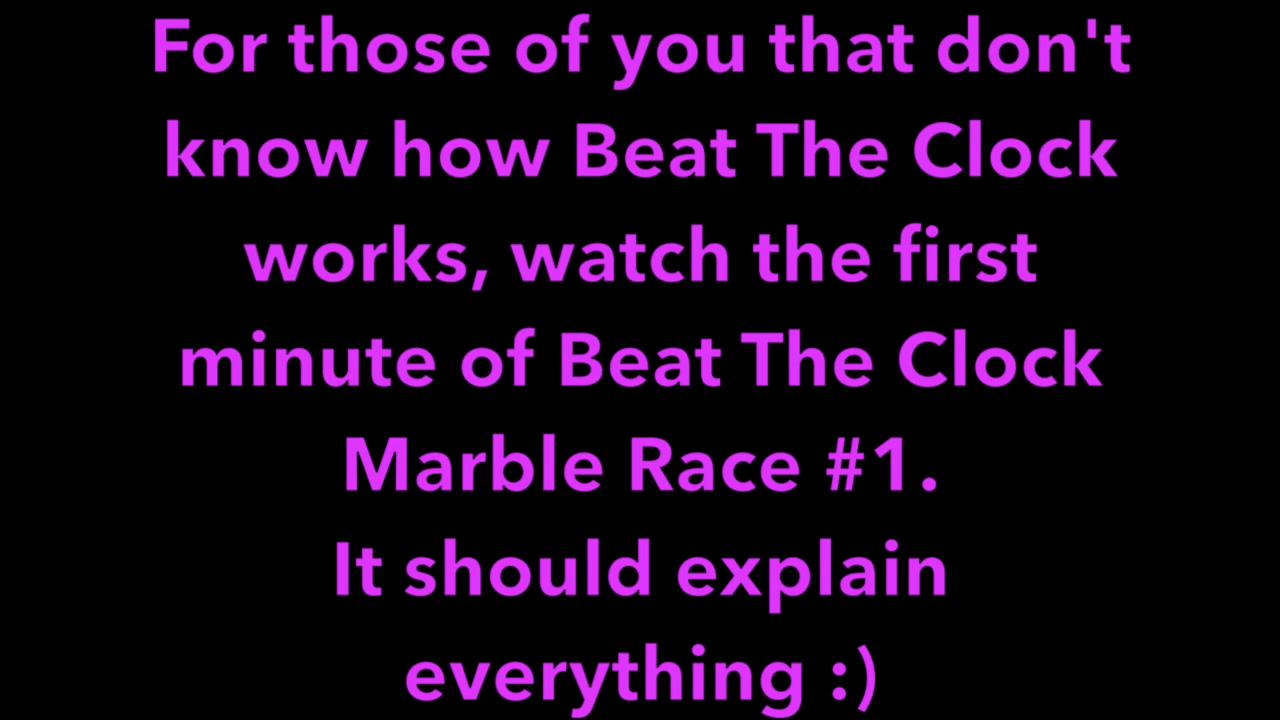 For those of you that don't
know how Beat The Clock
works, watch the first
minute of Beat The Clock
Marble Race #1.
It should explain
everything :)